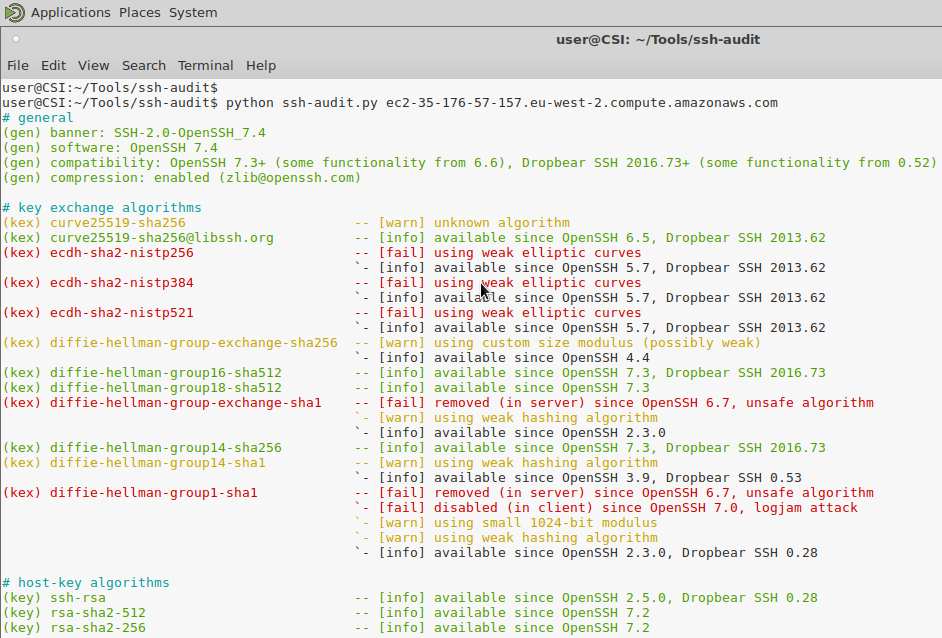 Applications Places System
user@CSI: ~/Tools/ssh-audit
File Edit View Search Terminal Help
user@CSI:~/Tools/ssh-audit$
user@CSI:~/Tools/ssh-audit$ python ssh-audit.py ec2-35-176-57-157.eu-west-2.compute.amazonaws.com
# general
(gen) banner: SSH-2.0-OpenSSH_7.4
(gen) software: OpenSSH 7.4
(gen) compatibility: OpenSSH 7.3+ (some functionality from 6.6), Dropbear SSH 2016.73+ (some functionality from 0.52)
(gen) compression: enabled (zlib@openssh.com)
# key exchange algorithms
(kex) curve25519-sha256 -- [warn] unknown algorithm
(kex) curve25519-sha256@libssh.org -- [info] available since OpenSSH 6.5, Dropbear SSH 2013.62
(kex) ecdh-sha2-nistp256 -- [fail] using weak elliptic curves
`- [info] available since OpenSSH 5.7, Dropbear SSH 2013.62
(kex) ecdh-sha2-nistp384 -- [fail] using weak elliptic curves
`- [info] available since OpenSSH 5.7, Dropbear SSH 2013.62
(kex) ecdh-sha2-nistp521 -- [fail] using weak elliptic curves
`- [info] available since OpenSSH 5.7, Dropbear SSH 2013.62
(kex) diffie-hellman-group-exchange-sha256 -- [warn] using custom size modulus (possibly weak)
`- [info] available since OpenSSH 4.4
(kex) diffie-hellman-group16-sha512 -- [info] available since OpenSSH 7.3, Dropbear SSH 2016.73
(kex) diffie-hellman-group18-sha512 -- [info] available since OpenSSH 7.3
(kex) diffie-hellman-group-exchange-sha1 -- [fail] removed (in server) since OpenSSH 6.7, unsafe algorithm
`- [warn] using weak hashing algorithm
`- [info] available since OpenSSH 2.3.0
(kex) diffie-hellman-group14-sha256 -- [info] available since OpenSSH 7.3, Dropbear SSH 2016.73
(kex) diffie-hellman-group14-sha1 -- [warn] using weak hashing algorithm
`- [info] available since OpenSSH 3.9, Dropbear SSH 0.53
(kex) diffie-hellman-group1-sha1 -- [fail] removed (in server) since OpenSSH 6.7, unsafe algorithm
`- [fail] disabled (in client) since OpenSSH 7.0, logjam attack
`- [warn] using small 1024-bit modulus
`- [warn] using weak hashing algorithm
`- [info] available since OpenSSH 2.3.0, Dropbear SSH 0.28
# host-key algorithms
(key) ssh-rsa -- [info] available since OpenSSH 2.5.0, Dropbear SSH 0.28
(key) rsa-sha2-512 -- [info] available since OpenSSH 7.2
(key) rsa-sha2-256 -- [info] available since OpenSSH 7.2